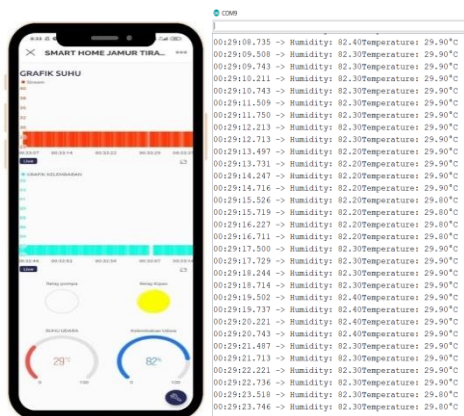 SMART HOME JAMUR TIRA...
GRAFIK SUHU
Stream
Live
GRAFIK KELEMBABAN
Live
Relay pompa
Relay kipas
SUHU UDARA
Kelembaban Udara
29°C
82%
0
100
0
100
COM9
00:29:08.735 -> Humidity: 82.40Temperature: 29.90°C
00:29:09.508 -> Humidity: 82.30Temperature: 29.90°C
00:29:09.743 -> Humidity: 82.30Temperature: 29.90°C
00:29:10.211 -> Humidity: 82.30Temperature: 29.90°C
00:29:10.743 -> Humidity: 82.30Temperature: 29.90°C
00:29:11.509 -> Humidity: 82.30Temperature: 29.90°C
00:29:11.750 -> Humidity: 82.30Temperature: 29.90°C
00:29:12.213 -> Humidity: 82.30Temperature: 29.90°C
00:29:12.713 -> Humidity: 82.30Temperature: 29.90°C
00:29:13.497 -> Humidity: 82.20Temperature: 29.90°C
00:29:13.731 -> Humidity: 82.20Temperature: 29.90°C
00:29:14.247 -> Humidity: 82.20Temperature: 29.90°C
00:29:14.716 -> Humidity: 82.20Temperature: 29.90°C
00:29:15.526 -> Humidity: 82.20Temperature: 29.80°C
00:29:15.719 -> Humidity: 82.20Temperature: 29.80°C
00:29:16.227 -> Humidity: 82.20Temperature: 29.80°C
00:29:16.711 -> Humidity: 82.20Temperature: 29.90°C
00:29:17.500 -> Humidity: 82.30Temperature: 29.90°C
00:29:17.729 -> Humidity: 82.30Temperature: 29.90°C
00:29:18.244 -> Humidity: 82.30Temperature: 29.90°C
00:29:18.714 -> Humidity: 82.30Temperature: 29.90°C
00:29:19.502 -> Humidity: 82.40Temperature: 29.90°C
00:29:19.737 -> Humidity: 82.40Temperature: 29.90°C
00:29:20.221 -> Humidity: 82.40Temperature: 29.90°C
00:29:20.743 -> Humidity: 82.40Temperature: 29.90°C
00:29:21.487 -> Humidity: 82.30Temperature: 29.90°C
00:29:21.713 -> Humidity: 82.30Temperature: 29.90°C
00:29:22.221 -> Humidity: 82.30Temperature: 29.90°C
00:29:22.736 -> Humidity: 82.30Temperature: 29.90°C
00:29:23.518 -> Humidity: 82.30Temperature: 29.80°C
00:29:23.746 -> Humidity: 82.30Temperature: 29.80°C